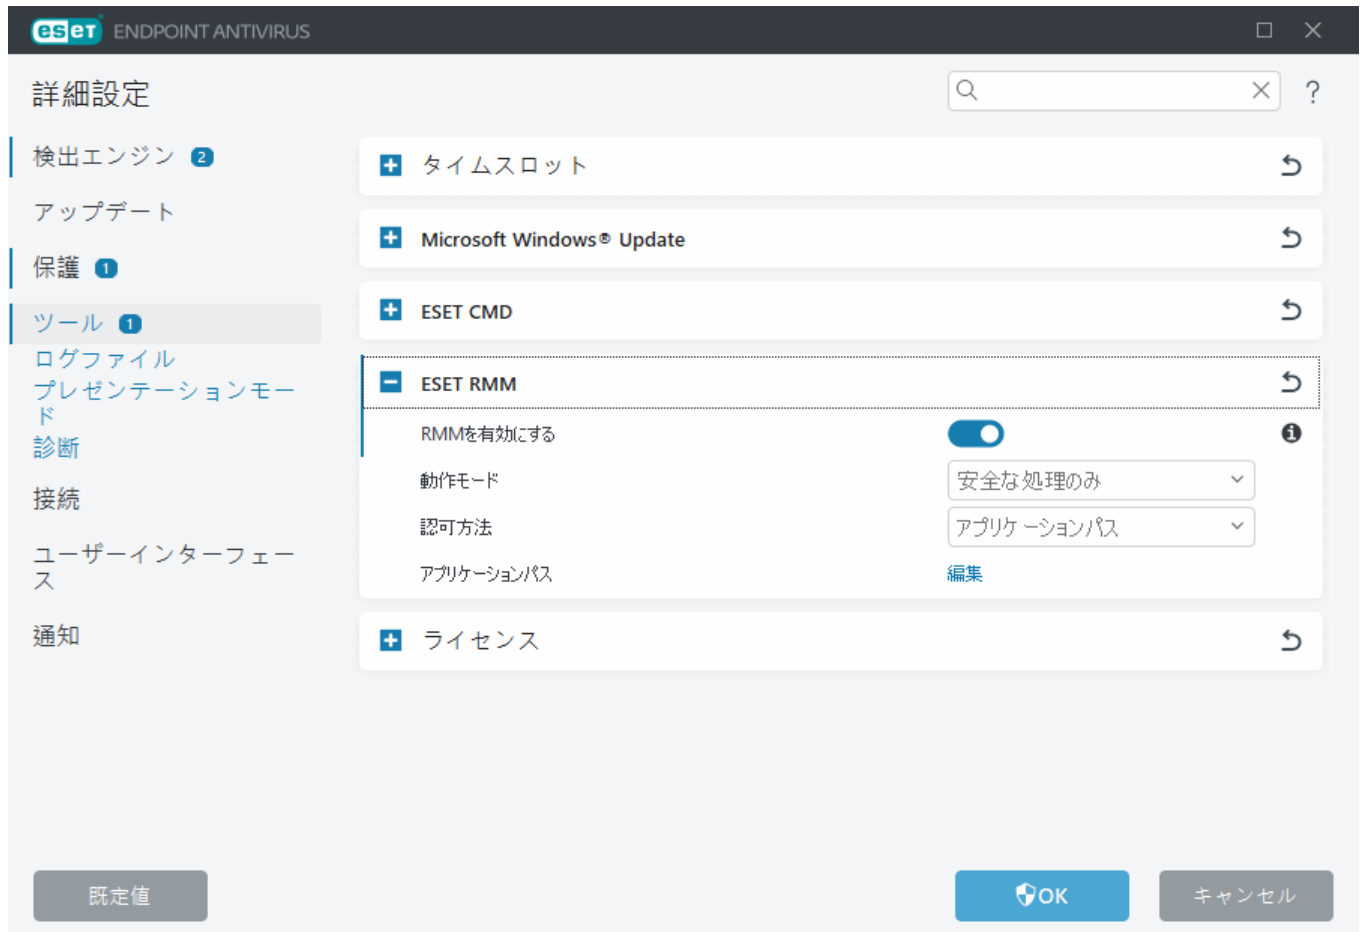 eset ENDPOINT ANTIVIRUS
詳細設定
?
検出エンジン 2
アップデート
保護 1
ツール 1
ログファイル
プレゼンテーションモー
ド
診断
接続
ユーザーインターフェー
ス
通知
タイムスロット
Microsoft Windows® Update
ESET CMD
ESET RMM
RMMを有効にする
動作モード
安全な処理のみ
認可方法
アプリケーションパス
アプリケーションパス
編集
ライセンス
既定値
OK
キャンセル